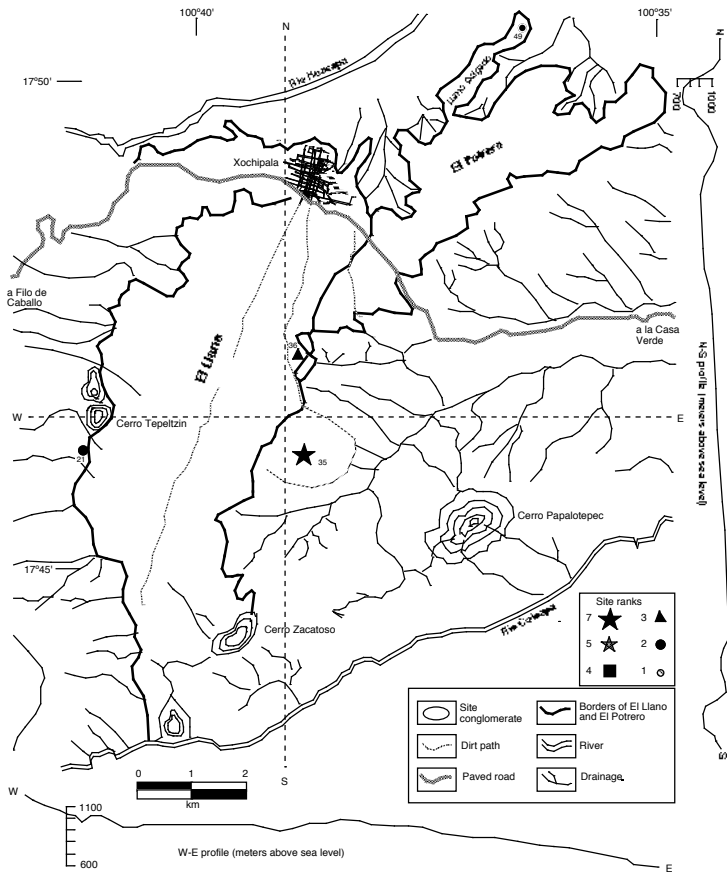 100°40'
100°35'
N
N
49
17°50'
Llano Delgado
700
1000
Xochipala
El Potrero
a Filo de
Caballo
a la Casa
Verde
El Llano
36
N-S profile (meters above sea level)
W
E
Cerro Tepeltzin
21
35
Cerro Papalotepec
17°45'
Cerro Zacatoso
Site ranks
7 3
5 2
4 1
Site
conglomerate
Borders of El Llano
and El Potrero
Dirt path
River
Paved road
Drainage
S
S
0 1 2
km
W
1100
600
W-E profile (meters above sea level)
E